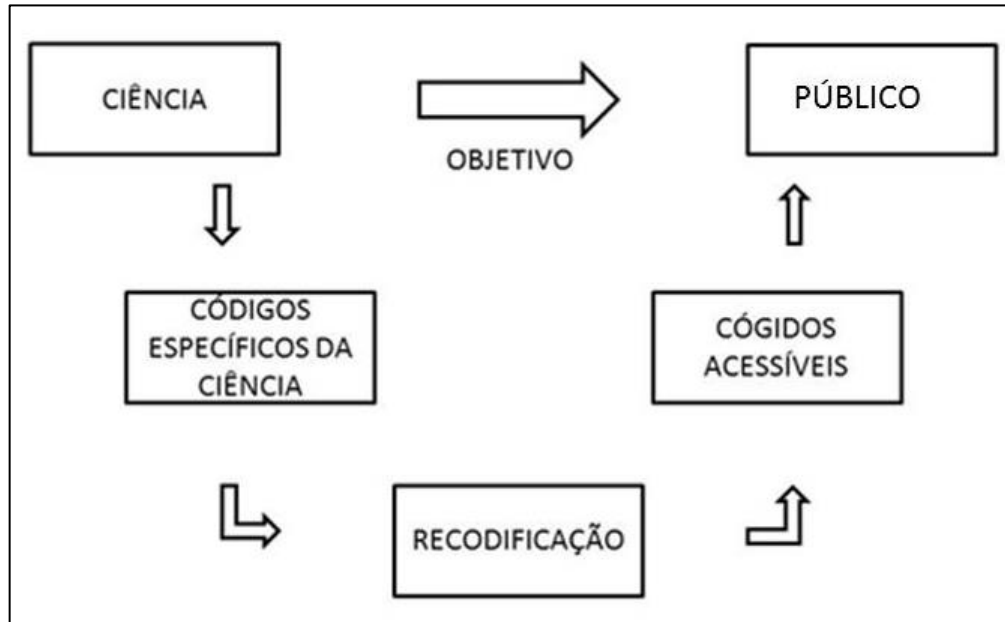 CIÊNCIA
OBJETIVO
PÚBLICO
CÓDIGOS
ESPECÍFICOS DA
CIÊNCIA
RECODIFICAÇÃO
CÓGIDOS
ACESSÍVEIS